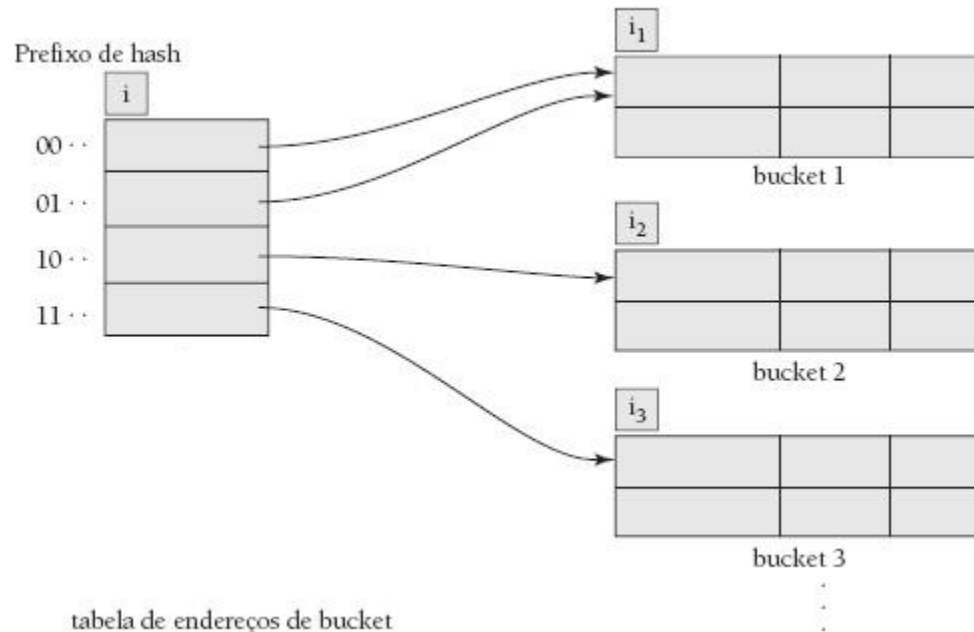 Prefixo de hash
i
00··
01··
10··
11··
i₁
bucket 1
i₂
bucket 2
i₃
bucket 3
tabela de endereços de bucket